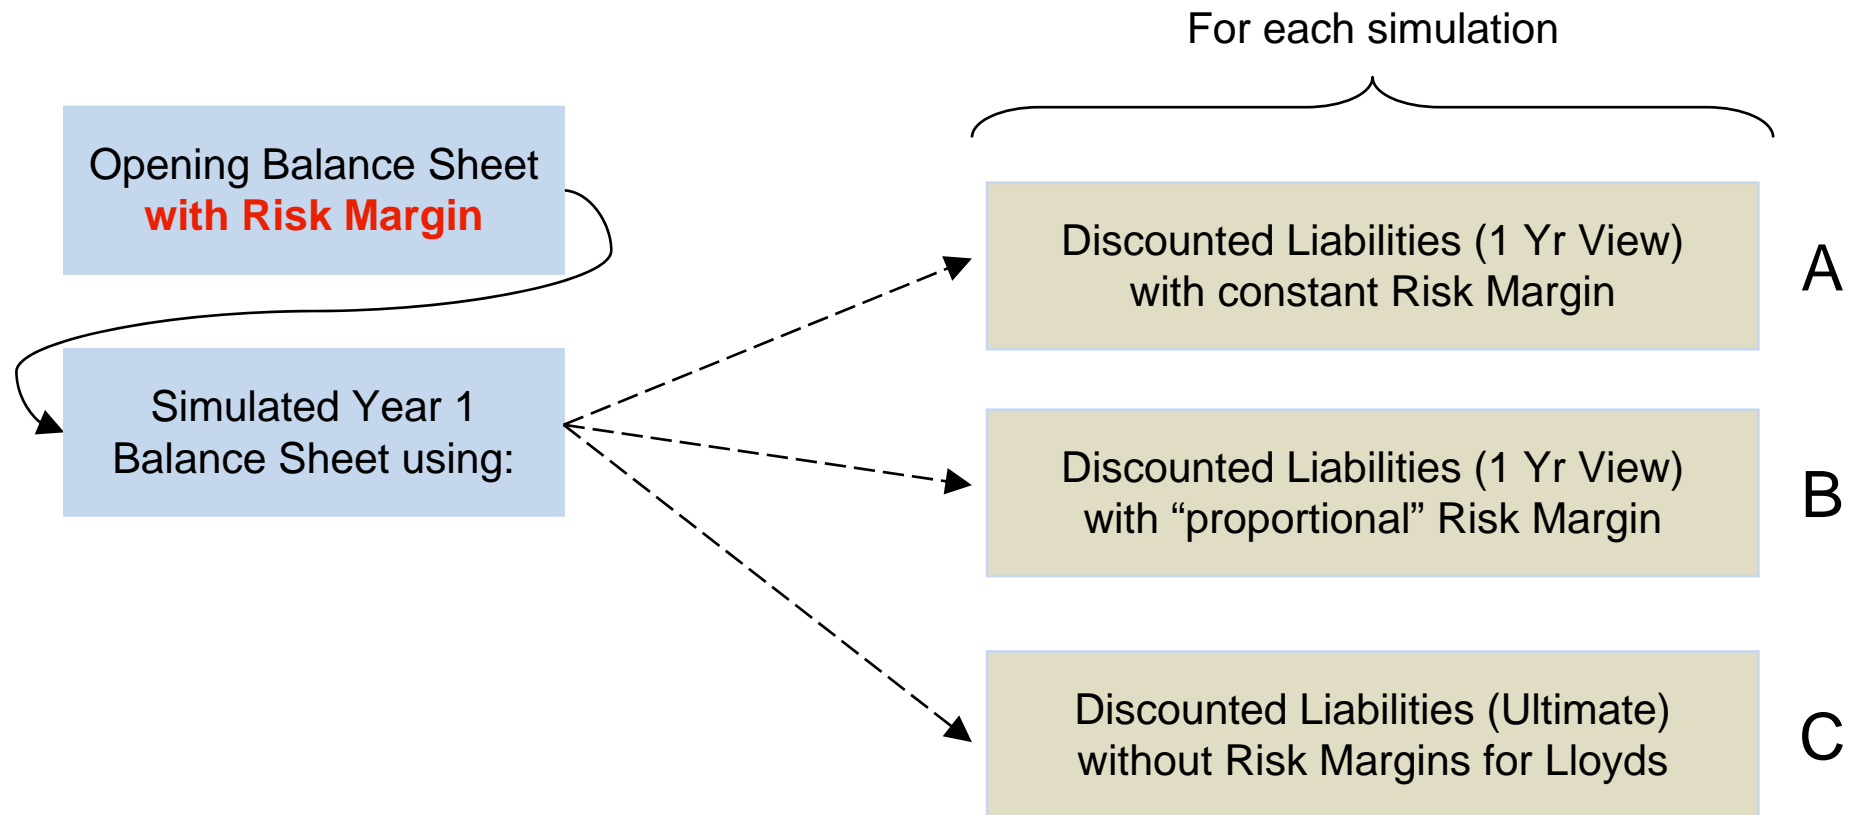 For each simulation
Opening Balance Sheet
with Risk Margin
Simulated Year 1
Balance Sheet using:
Discounted Liabilities (1 Yr View)
with constant Risk Margin
A
Discounted Liabilities (1 Yr View)
with “proportional” Risk Margin
B
Discounted Liabilities (Ultimate)
without Risk Margins for Lloyds
C